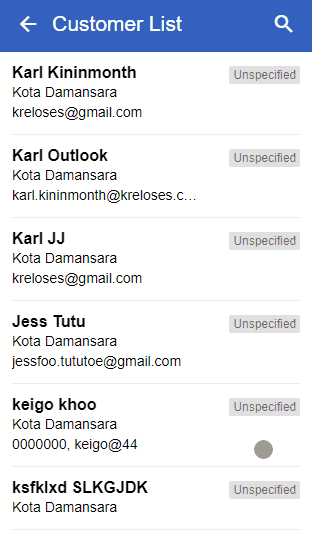 Customer List
Karl Kininmonth Unspecified
Kota Damansara
kreloses@gmail.com
Karl Outlook Unspecified
Kota Damansara
karl.kininmonth@kreloses.c...
Karl JJ Unspecified
Kota Damansara
kreloses@gmail.com
Jess Tutu Unspecified
Kota Damansara
jessfoo.tututoe@gmail.com
keigo khoo Unspecified
Kota Damansara
0000000, keigo@44
ksfklxd SLKGJDK Unspecified
Kota Damansara